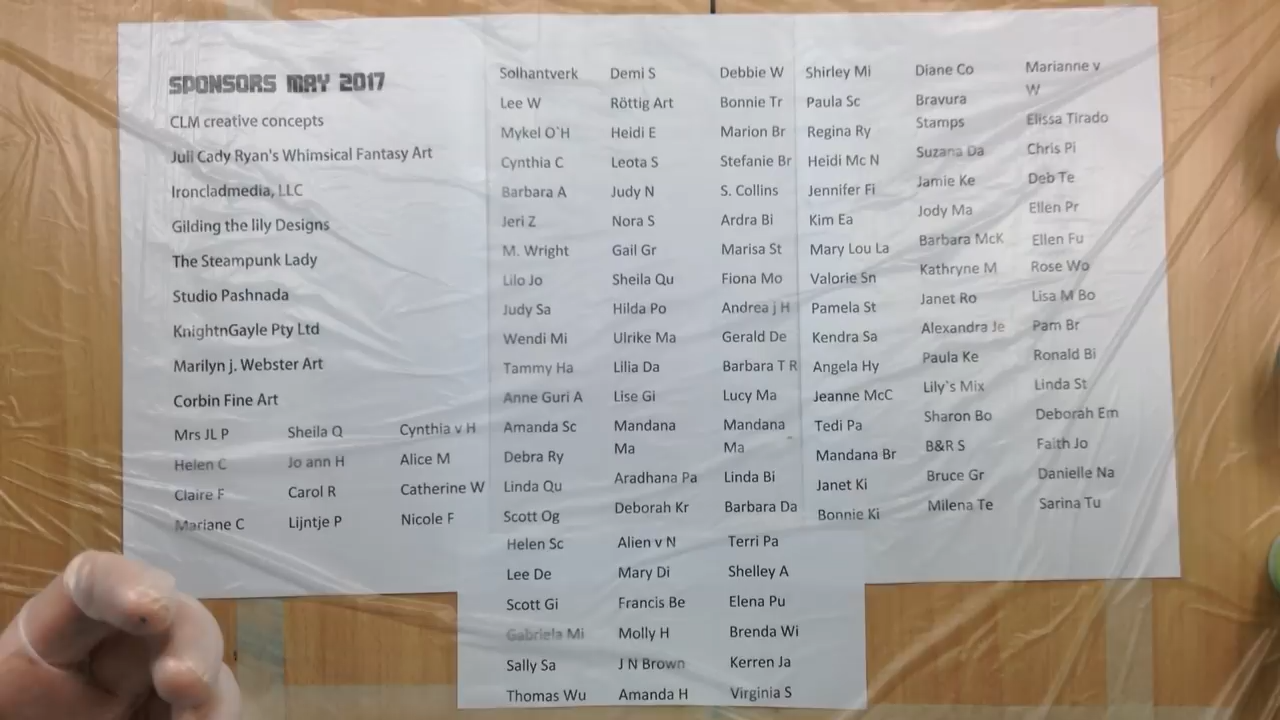 SPONSORS MAY 2017
CLM creative concepts
Juli Cady Ryan's Whimsical Fantasy Art
Ironcladmedia, LLC
Gilding the lily Designs
The Steampunk Lady
Studio Pashnada
KnightnGayle Pty Ltd
Marilyn j. Webster Art
Corbin Fine Art
Mrs JL P
Helen C
Claire F
Mariane C
Sheila Q
Jo ann H
Carol R
Lijntje P
Cynthia v H
Alice M
Catherine W
Nicole F
Solhantverk
Lee W
Mykel O`H
Cynthia C
Barbara A
Jeri Z
M. Wright
Lilo Jo
Judy Sa
Wendi Mi
Tammy Ha
Anne Guri A
Amanda Sc
Debra Ry
Linda Qu
Scott Og
Helen Sc
Lee De
Scott Gi
Gabriela Mi
Sally Sa
Thomas Wu
Demi S
Röttig Art
Heidi E
Leota S
Judy N
Nora S
Gail Gr
Sheila Qu
Hilda Po
Ulrike Ma
Lilia Da
Lise Gi
Mandana
Ma
Aradhana Pa
Deborah Kr
Alien v N
Mary Di
Francis Be
Molly H
J N Brown
Amanda H
Debbie W
Bonnie Tr
Marion Br
Stefanie Br
S. Collins
Ardra Bi
Marisa St
Fiona Mo
Andrea j H
Gerald De
Barbara T R
Lucy Ma
Mandana
Ma
Linda Bi
Barbara Da
Terri Pa
Shelley A
Elena Pu
Brenda Wi
Kerren Ja
Virginia S
Shirley Mi
Paula Sc
Regina Ry
Heidi Mc N
Jennifer Fi
Kim Ea
Mary Lou La
Valorie Sn
Pamela St
Kendra Sa
Angela Hy
Jeanne McC
Tedi Pa
Mandana Br
Janet Ki
Bonnie Ki
Diane Co
Bravura
Stamps
Suzana Da
Jamie Ke
Jody Ma
Barbara McK
Kathryne M
Janet Ro
Alexandra Je
Paula Ke
Lily`s Mix
Sharon Bo
B&R S
Bruce Gr
Milena Te
Marianne v
W
Elissa Tirado
Chris Pi
Deb Te
Ellen Pr
Ellen Fu
Rose Wo
Lisa M Bo
Pam Br
Ronald Bi
Linda St
Deborah Em
Faith Jo
Danielle Na
Sarina Tu